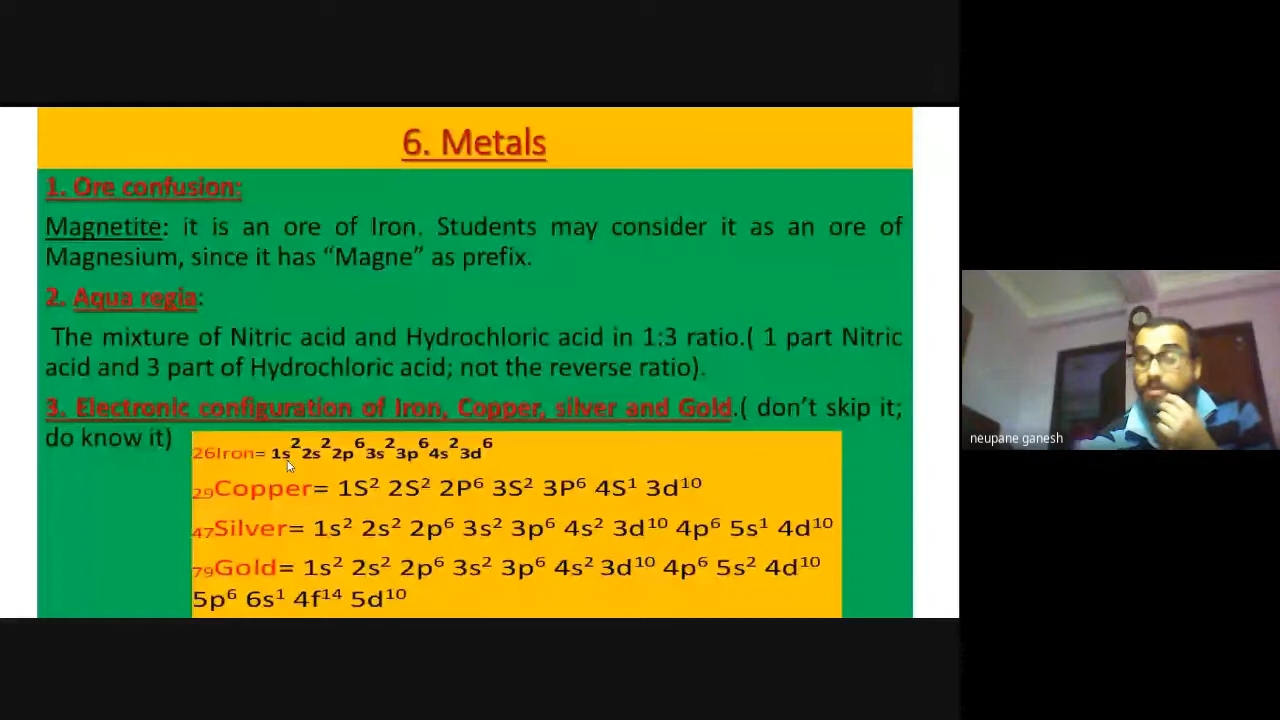 6. Metals
1. Ore confusion:
Magnetite: it is an ore of Iron. Students may consider it as an ore of
Magnesium, since it has “Magne” as prefix.
2. Aqua regia:
The mixture of Nitric acid and Hydrochloric acid in 1:3 ratio.( 1 part Nitric
acid and 3 part of Hydrochloric acid; not the reverse ratio).
3. Electronic configuration of Iron, Copper, silver and Gold.( don’t skip it;
do know it)
₂₆Iron= 1s² 2s² 2p⁶ 3s² 3p⁶ 4s² 3d⁶
₂₉Copper= 1S² 2S² 2P⁶ 3S² 3P⁶ 4S¹ 3d¹⁰
₄₇Silver= 1s² 2s² 2p⁶ 3s² 3p⁶ 4s² 3d¹⁰ 4p⁶ 5s¹ 4d¹⁰
₇₉Gold= 1s² 2s² 2p⁶ 3s² 3p⁶ 4s² 3d¹⁰ 4p⁶ 5s² 4d¹⁰
5p⁶ 6s¹ 4f¹⁴ 5d¹⁰
neupane ganesh